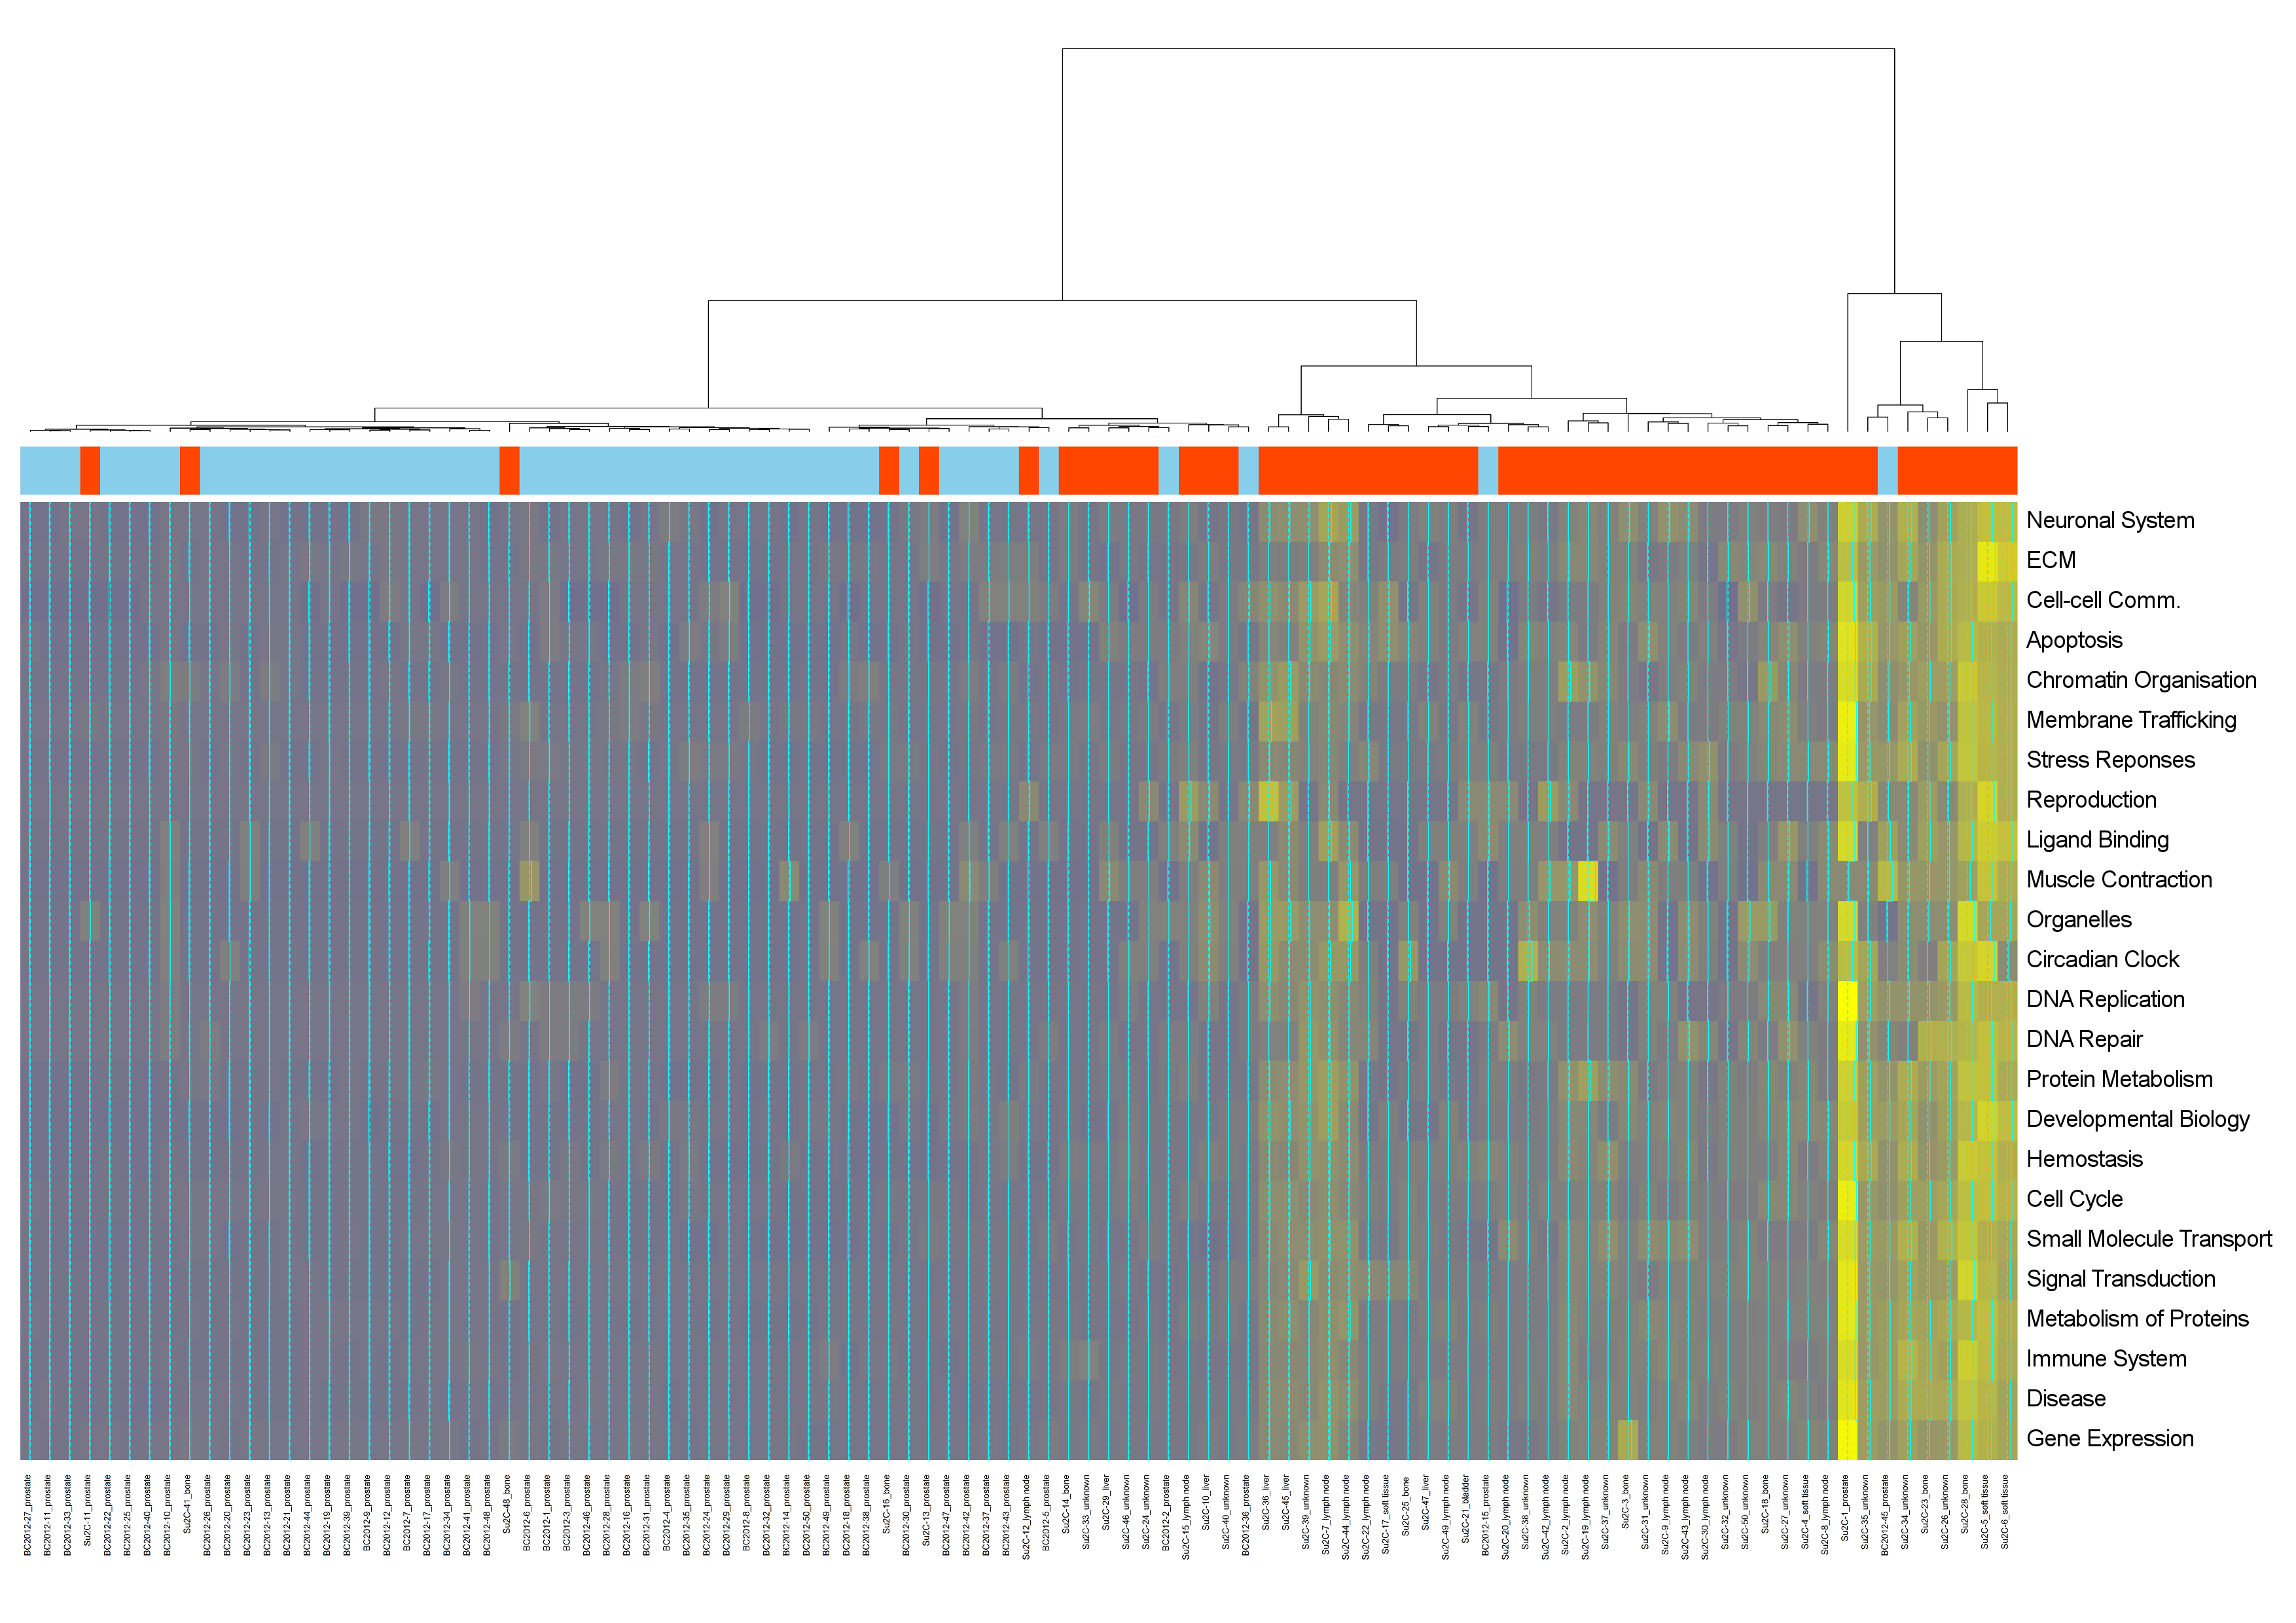 Neuronal System
ECM
Cell-cell Comm.
Apoptosis
Chromatin Organisation
Membrane Trafficking
Stress Reponses
Reproduction
Ligand Binding
Muscle Contraction
Organelles
Circadian Clock
DNA Replication
DNA Repair
Protein Metabolism
Developmental Biology
Hemostasis
Cell Cycle
Small Molecule Transport
Signal Transduction
Metabolism of Proteins
Immune System
Disease
Gene Expression
BC2012-27_prostate
BC2012-11_prostate
BC2012-33_prostate
Su2C-11_prostate
BC2012-22_prostate
BC2012-25_prostate
BC2012-40_prostate
BC2012-10_prostate
Su2C-41_bone
BC2012-26_prostate
BC2012-20_prostate
BC2012-23_prostate
BC2012-13_prostate
BC2012-21_prostate
BC2012-44_prostate
BC2012-19_prostate
BC2012-39_prostate
BC2012-9_prostate
BC2012-12_prostate
BC2012-7_prostate
BC2012-17_prostate
BC2012-34_prostate
BC2012-41_prostate
BC2012-48_prostate
Su2C-48_bone
BC2012-6_prostate
BC2012-1_prostate
BC2012-3_prostate
BC2012-46_prostate
BC2012-28_prostate
BC2012-16_prostate
BC2012-31_prostate
BC2012-4_prostate
BC2012-35_prostate
BC2012-24_prostate
BC2012-29_prostate
BC2012-8_prostate
BC2012-32_prostate
BC2012-14_prostate
BC2012-50_prostate
BC2012-49_prostate
BC2012-18_prostate
BC2012-38_prostate
Su2C-16_bone
BC2012-30_prostate
Su2C-13_prostate
BC2012-47_prostate
BC2012-42_prostate
BC2012-37_prostate
BC2012-43_prostate
Su2C-12_lymph node
BC2012-5_prostate
Su2C-14_bone
Su2C-33_unknown
Su2C-29_liver
Su2C-46_unknown
Su2C-24_unknown
BC2012-2_prostate
Su2C-15_lymph node
Su2C-10_liver
Su2C-40_unknown
BC2012-36_prostate
Su2C-36_liver
Su2C-45_liver
Su2C-39_unknown
Su2C-7_lymph node
Su2C-44_lymph node
Su2C-22_lymph node
Su2C-17_soft tissue
Su2C-25_bone
Su2C-47_liver
Su2C-49_lymph node
Su2C-21_bladder
BC2012-15_prostate
Su2C-20_lymph node
Su2C-38_unknown
Su2C-42_lymph node
Su2C-2_lymph node
Su2C-19_lymph node
Su2C-37_unknown
Su2C-3_bone
Su2C-31_unknown
Su2C-9_lymph node
Su2C-43_lymph node
Su2C-30_lymph node
Su2C-32_unknown
Su2C-50_unknown
Su2C-18_bone
Su2C-27_unknown
Su2C-4_soft tissue
Su2C-8_lymph node
Su2C-1_prostate
Su2C-35_unknown
BC2012-45_prostate
Su2C-34_unknown
Su2C-23_bone
Su2C-26_unknown
Su2C-28_bone
Su2C-5_soft tissue
Su2C-6_soft tissue